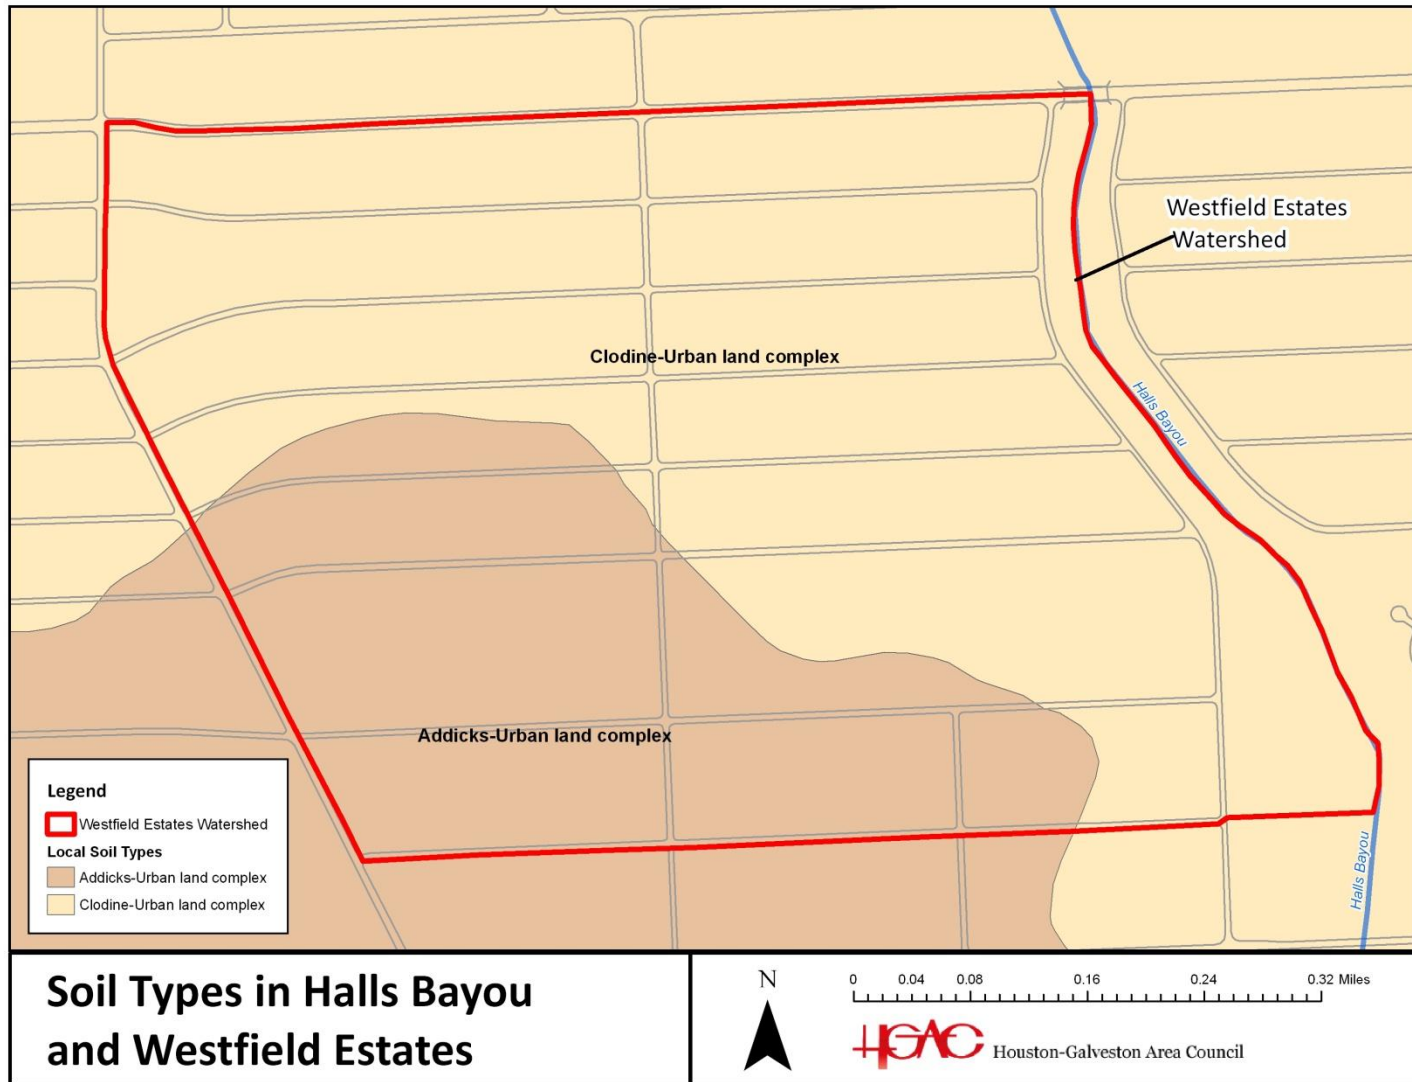 Westfield Estates
Watershed
Clodine-Urban land complex
Halls Bayou
Addicks-Urban land complex
Halls Bayou
Legend
Westfield Estates Watershed
Local Soil Types
Addicks-Urban land complex
Clodine-Urban land complex
Soil Types in Halls Bayou
and Westfield Estates
N
0 0.04 0.08 0.16 0.24 0.32 Miles
HGAC Houston-Galveston Area Council